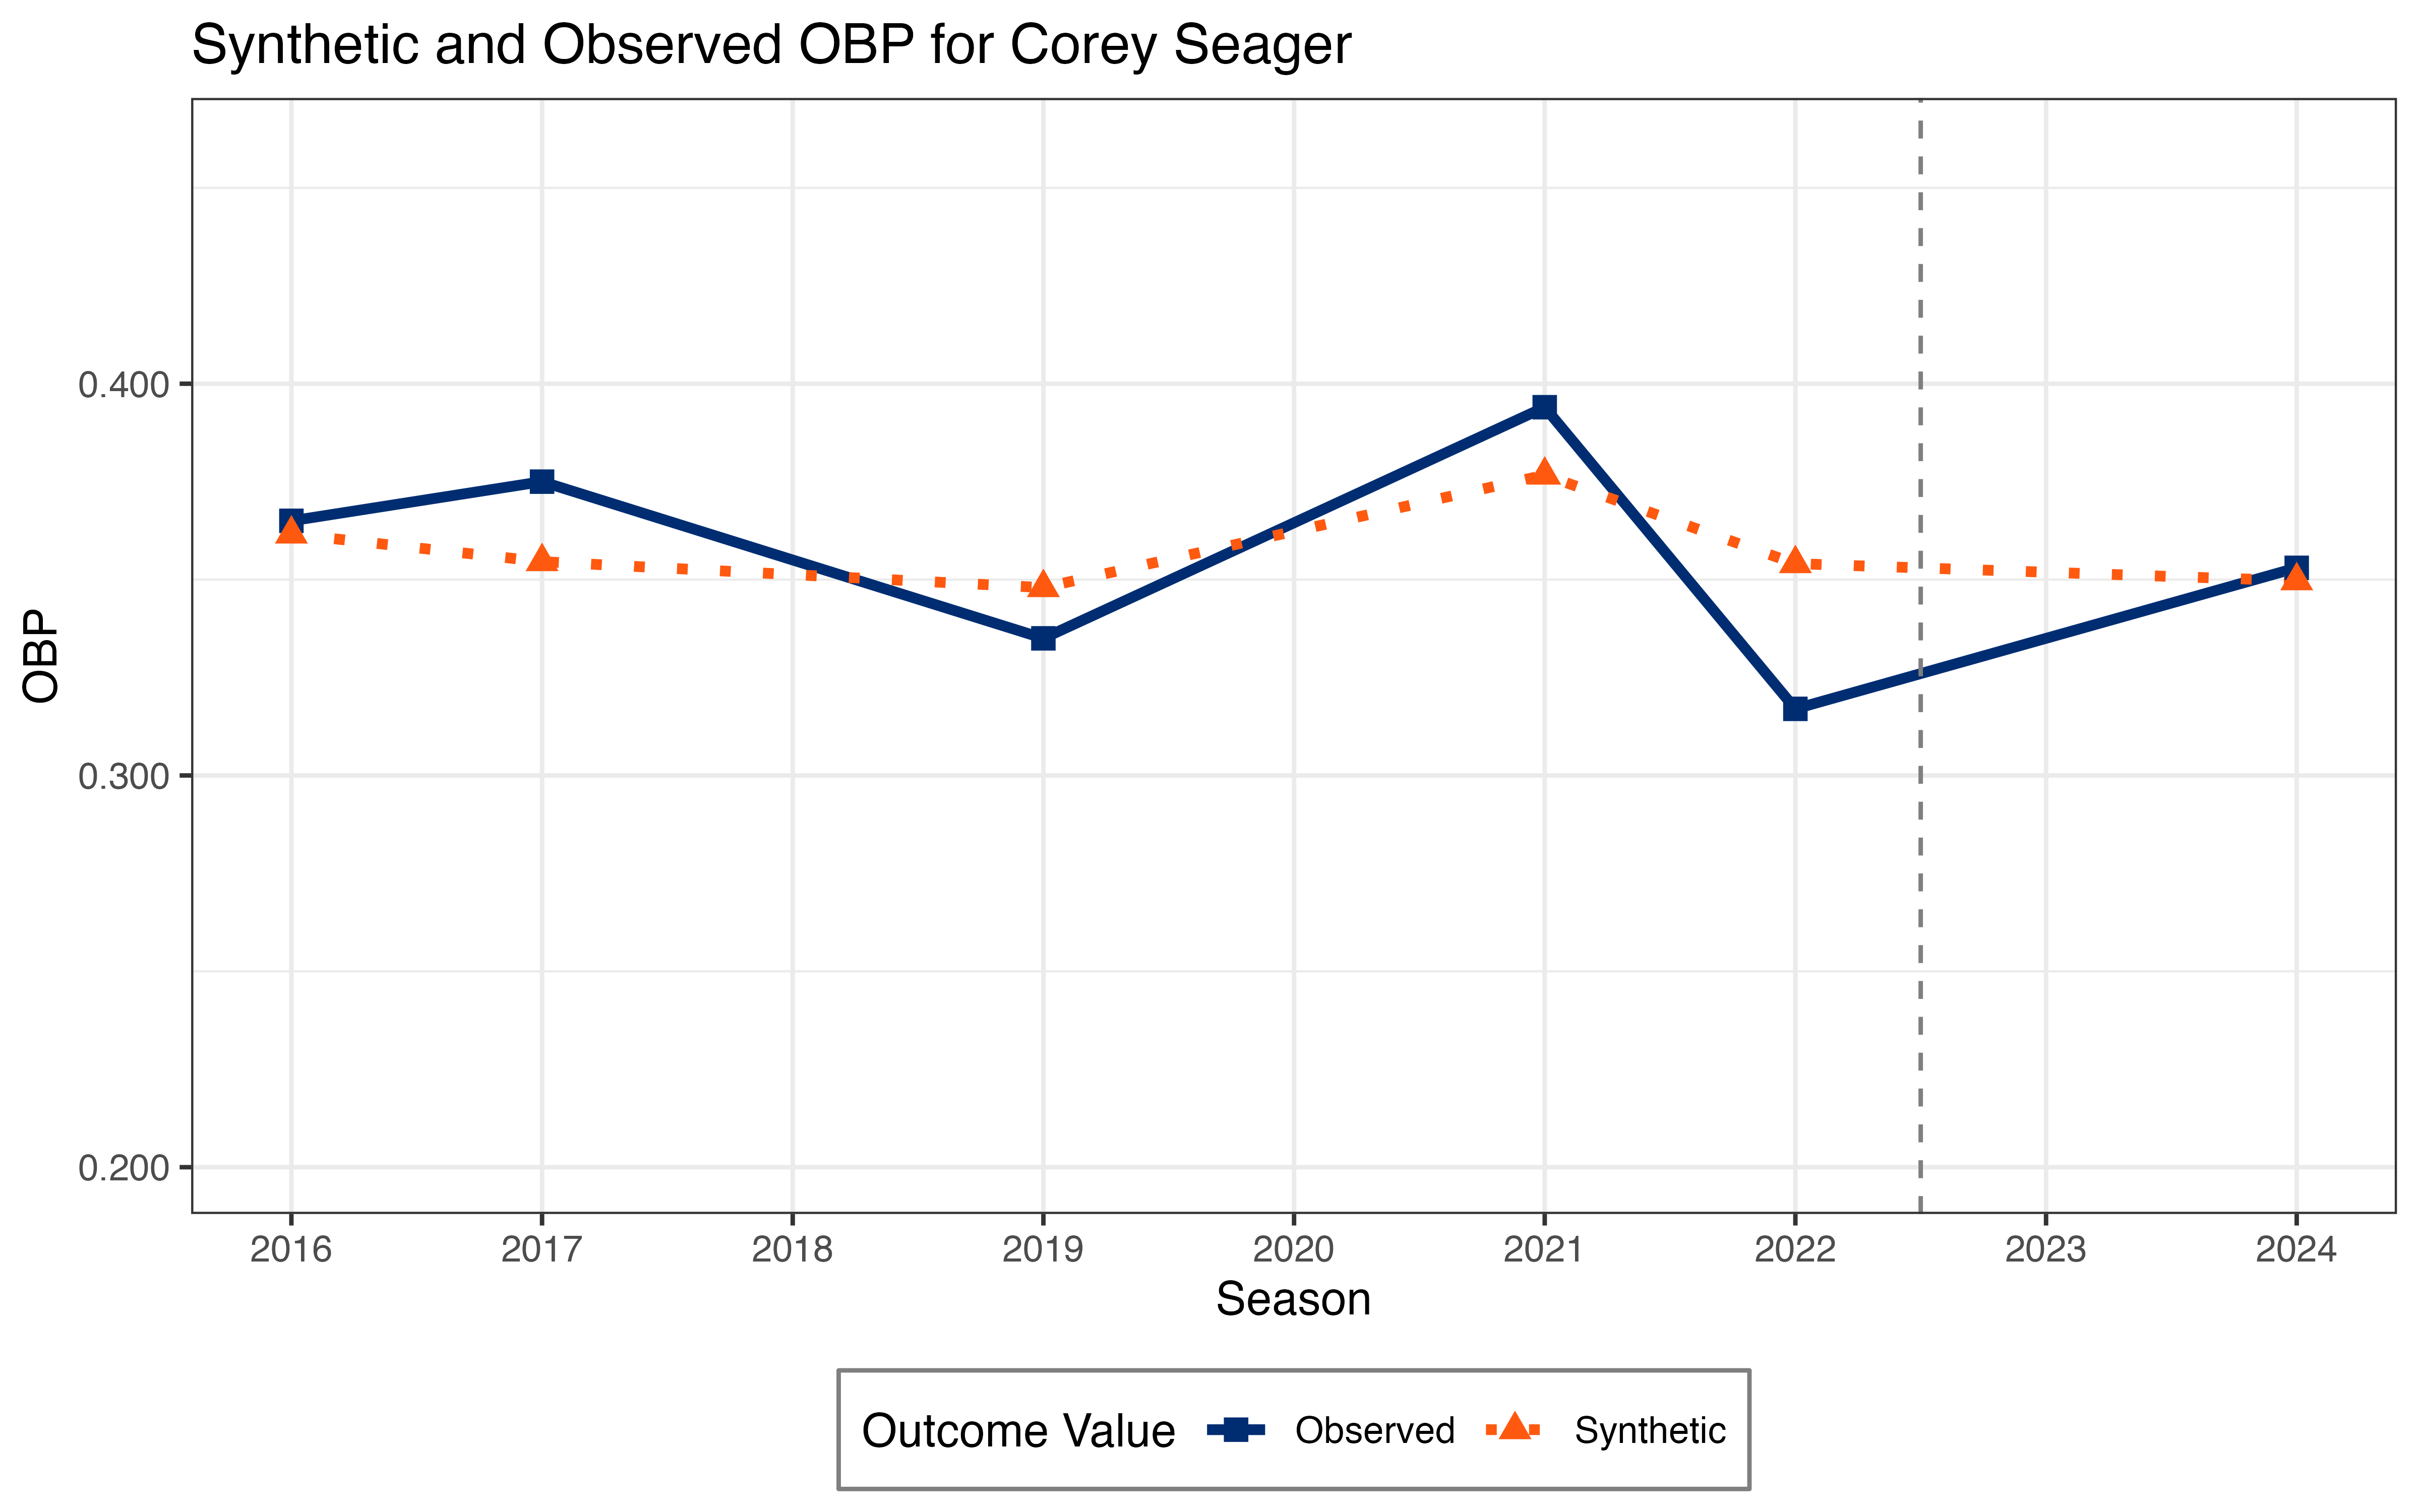 Synthetic and Observed OBP for Corey Seager
OBP
0.400
0.300
0.200
2016 2017 2018 2019 2020 2021 2022 2023 2024
Season
Outcome Value Observed Synthetic